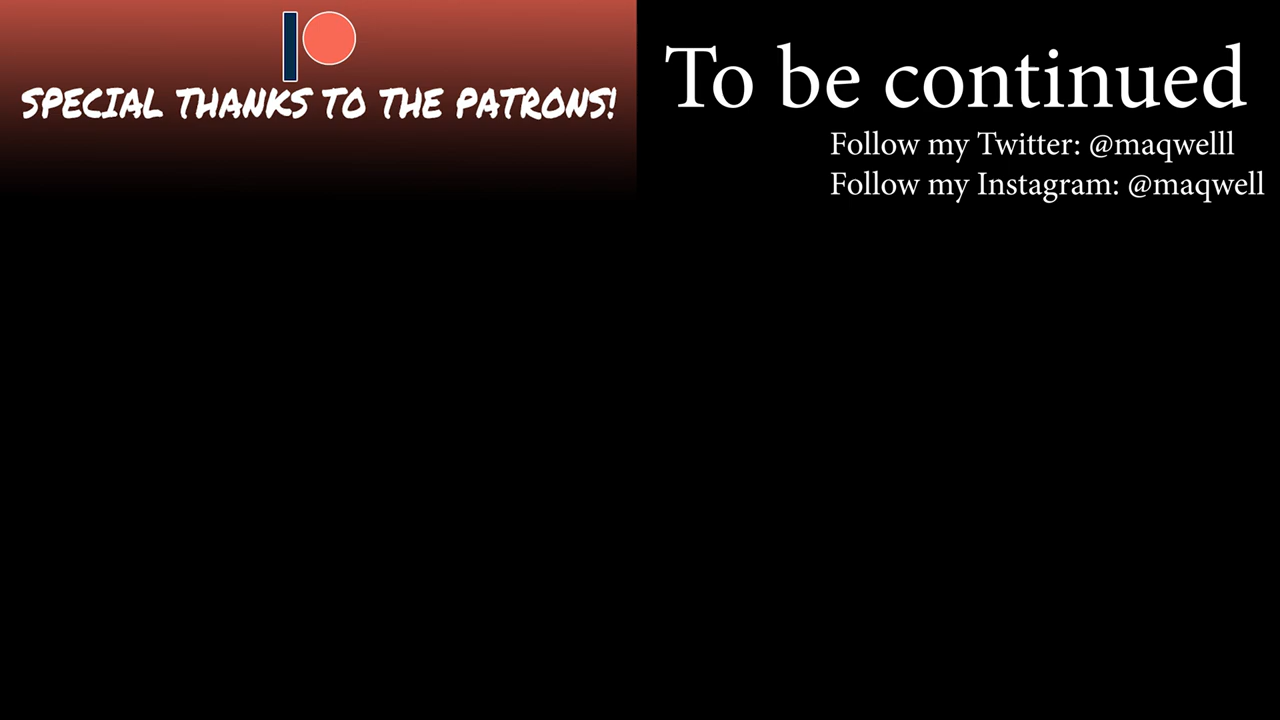 SPECIAL THANKS TO THE PATRONS!
To be continued
Follow my Twitter: @maqwelll
Follow my Instagram: @maqwell